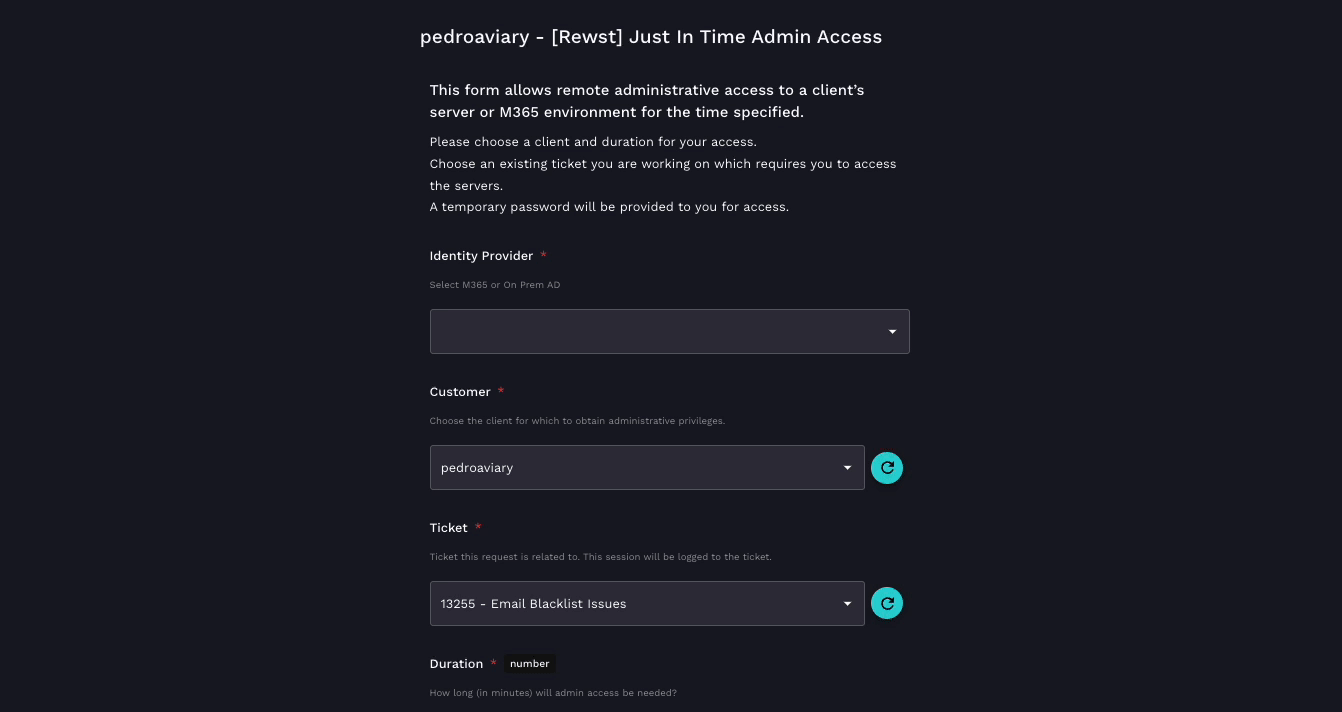 pedroaviary - [Rewst] Just In Time Admin Access
This form allows remote administrative access to a client’s
server or M365 environment for the time specified.
Please choose a client and duration for your access.
Choose an existing ticket you are working on which requires you to access
the servers.
A temporary password will be provided to you for access.
Identity Provider *
Select M365 or On Prem AD
Customer *
Choose the client for which to obtain administrative privileges.
pedroaviary
Ticket *
Ticket this request is related to. This session will be logged to the ticket.
13255 - Email Blacklist Issues
Duration * number
How long (in minutes) will admin access be needed?